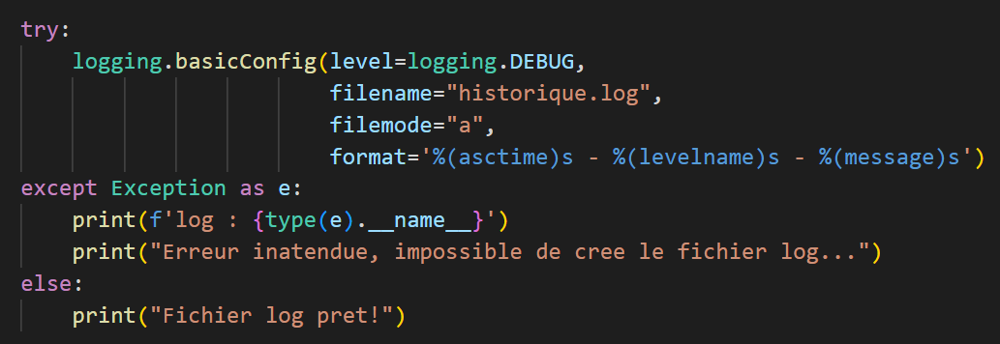 try:
    logging.basicConfig(level=logging.DEBUG,
                        filename="historique.log",
                        filemode="a",
                        format='%(asctime)s - %(levelname)s - %(message)s')
except Exception as e:
    print(f'log : {type(e).__name__}')
    print("Erreur inatendue, impossible de cree le fichier log...")
else:
    print("Fichier log pret!")